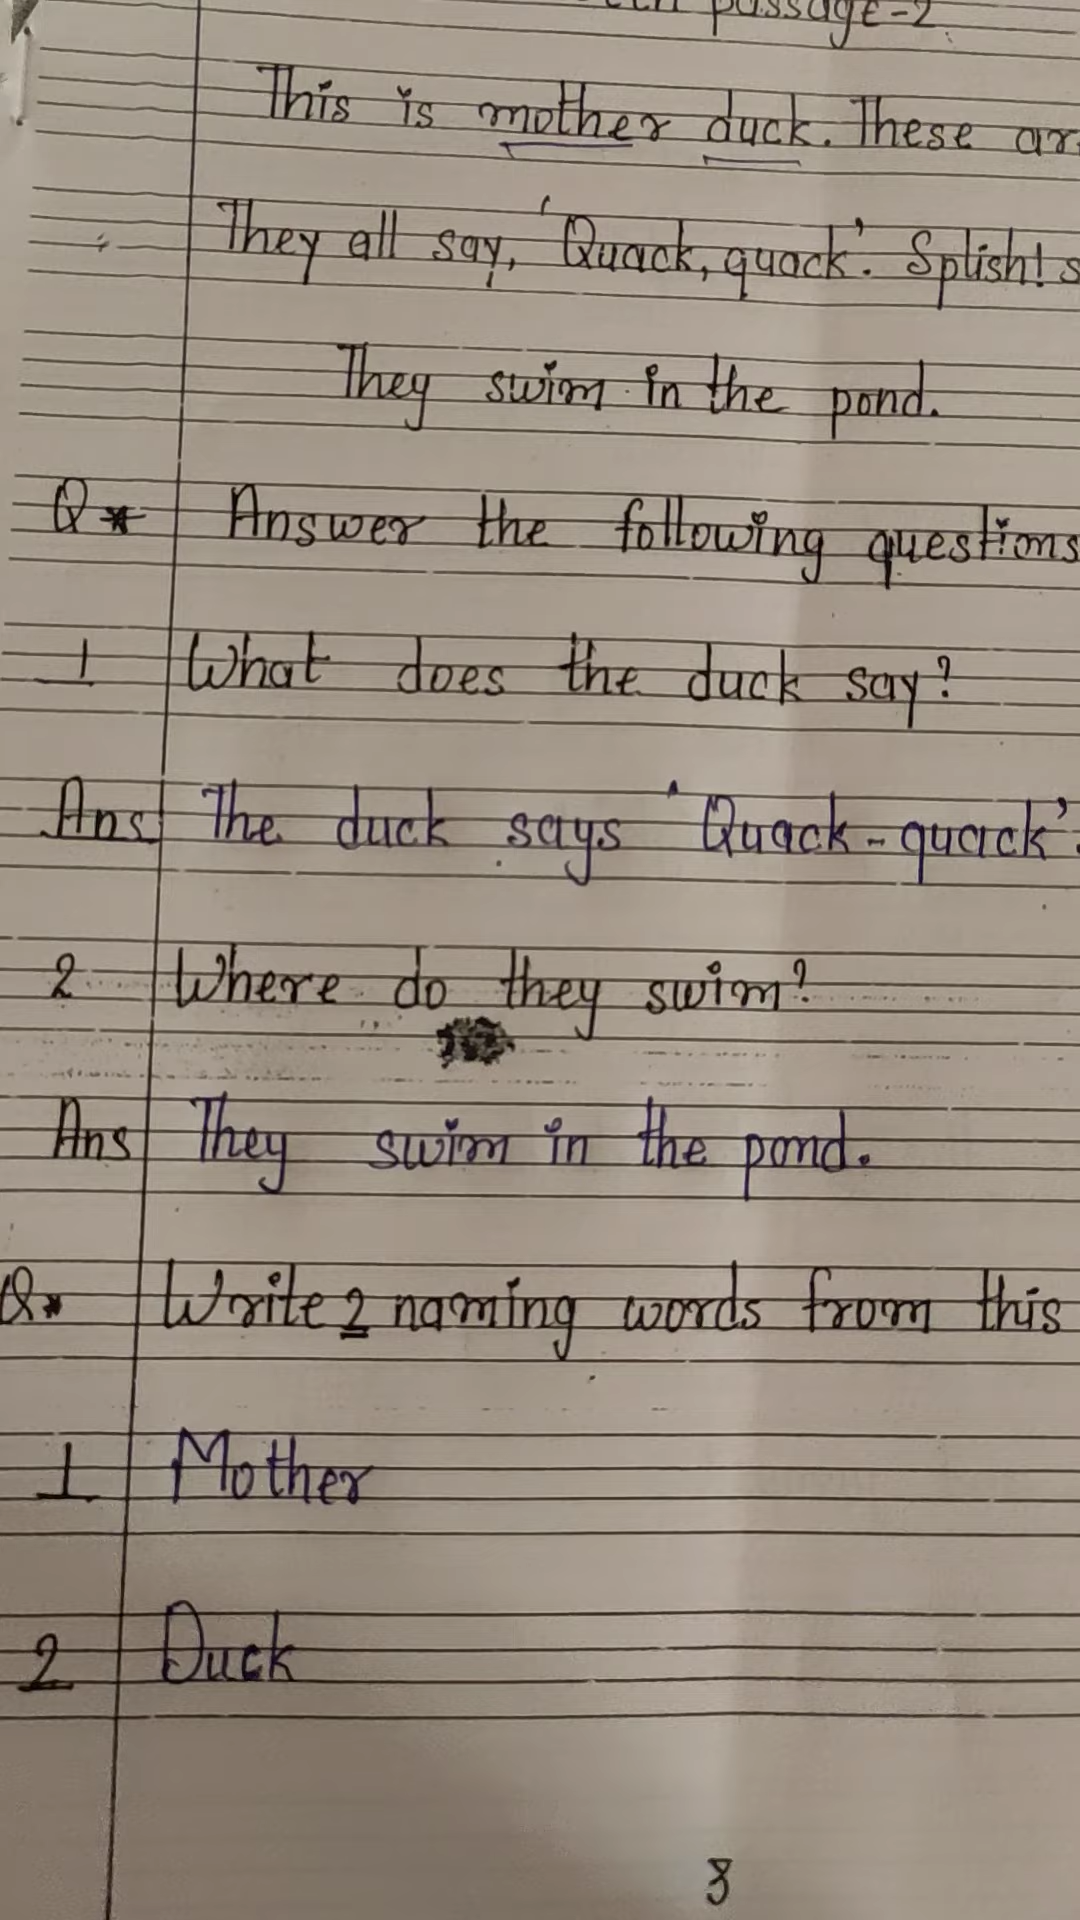 passage-2
This is mother duck. These ar
They all say, 'Quack, quack'. Splish! s
They swim in the pond.
Q* Answer the following questions
1 What does the duck say?
Ans The duck says 'Quack-quack'.
2 Where do they swim?
Ans They swim in the pond.
Q* Write 2 naming words from this
1 Mother
2 Duck
3